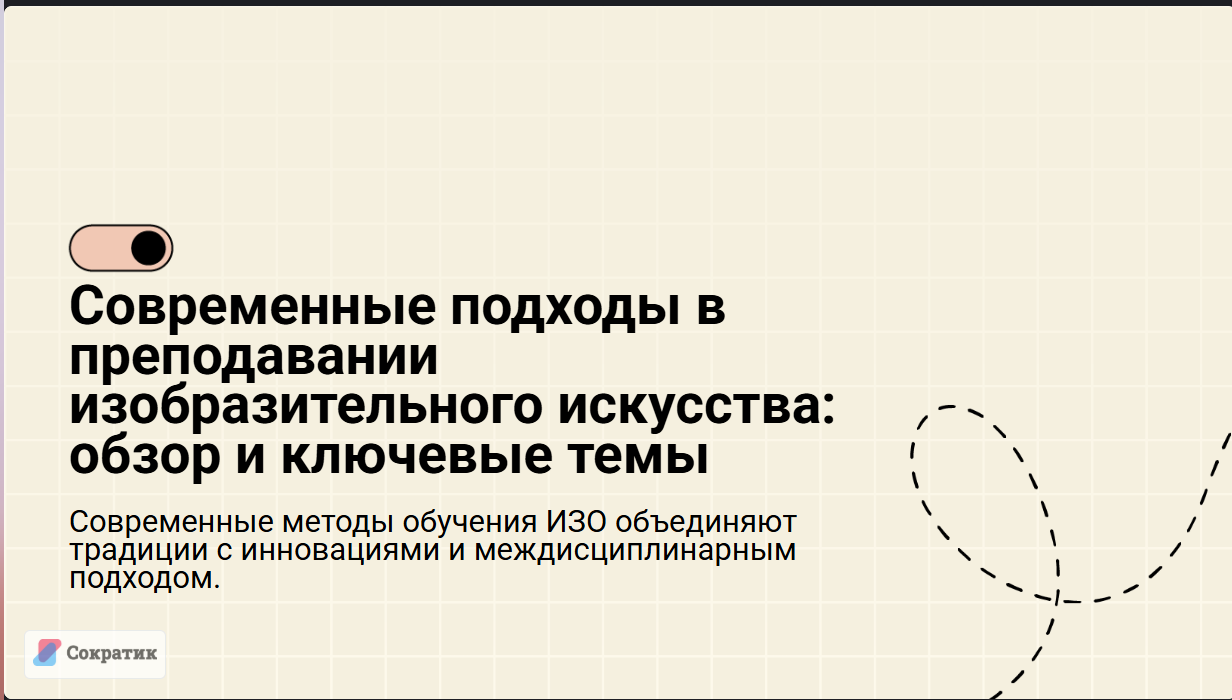 Современные подходы в
преподавании
изобразительного искусства:
обзор и ключевые темы
Современные методы обучения ИЗО объединяют
традиции с инновациями и междисциплинарным
подходом.
Сократик